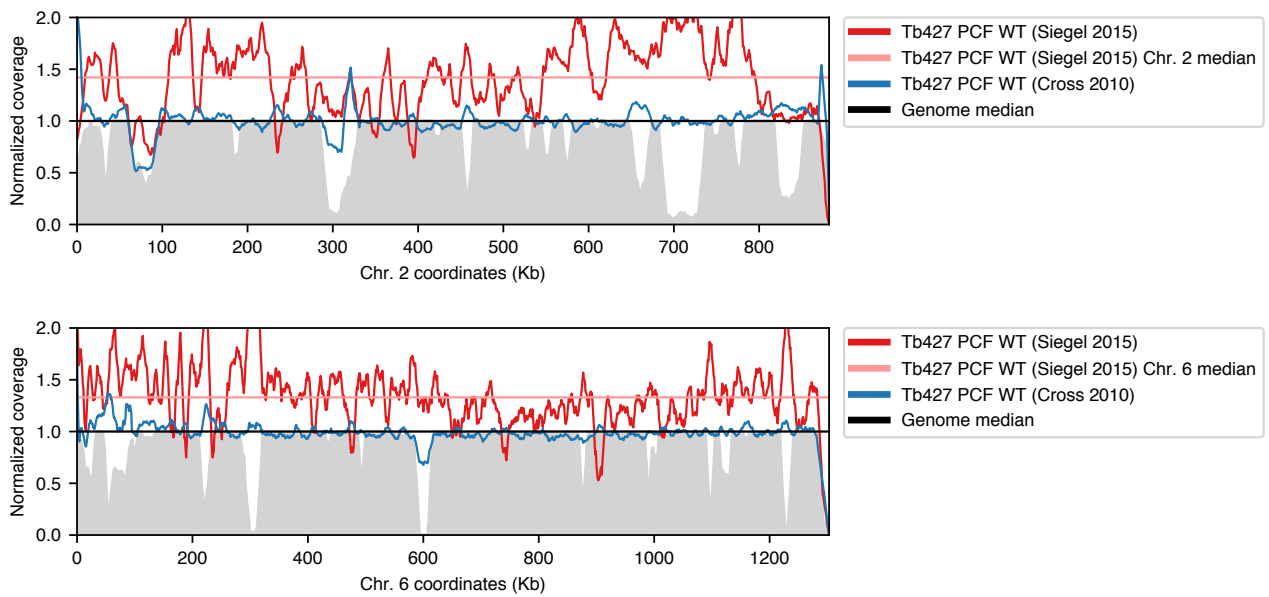 2.0
1.5
1.0
0.5
0.0
Normalized coverage
0 100 200 300 400 500 600 700 800
Chr. 2 coordinates (Kb)
Tb427 PCF WT (Siegel 2015)
Tb427 PCF WT (Siegel 2015) Chr. 2 median
Tb427 PCF WT (Cross 2010)
Genome median
2.0
1.5
1.0
0.5
0.0
Normalized coverage
0 200 400 600 800 1000 1200
Chr. 6 coordinates (Kb)
Tb427 PCF WT (Siegel 2015)
Tb427 PCF WT (Siegel 2015) Chr. 6 median
Tb427 PCF WT (Cross 2010)
Genome median